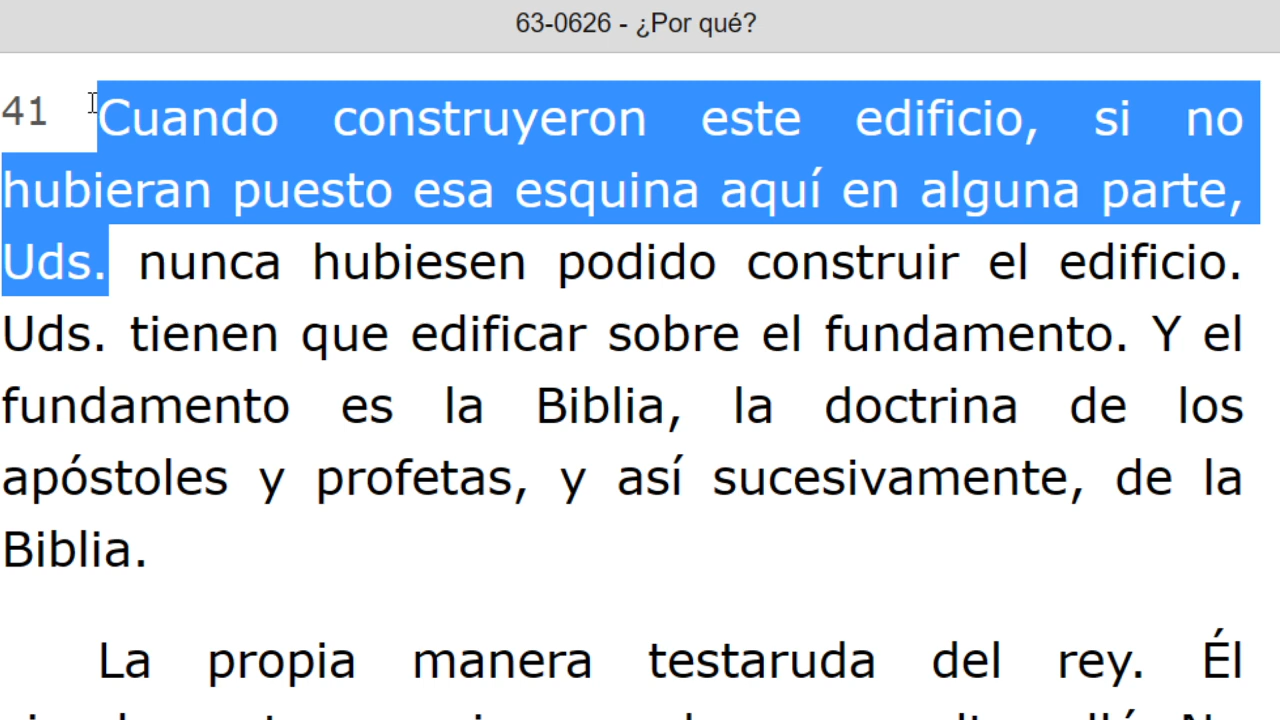 63-0626 - ¿Por qué?
41 Cuando construyeron este edificio, si no
hubieran puesto esa esquina aquí en alguna parte,
Uds. nunca hubiesen podido construir el edificio.
Uds. tienen que edificar sobre el fundamento. Y el
fundamento es la Biblia, la doctrina de los
apóstoles y profetas, y así sucesivamente, de la
Biblia.
La propia manera testaruda del rey. Él